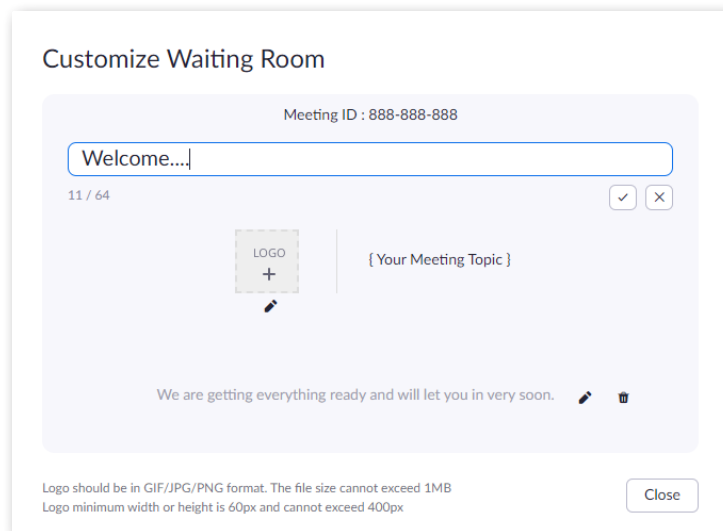 Customize Waiting Room
Meeting ID : 888-888-888
Welcome....
11 / 64
LOGO
+
{ Your Meeting Topic }
We are getting everything ready and will let you in very soon.
Logo should be in GIF/JPG/PNG format. The file size cannot exceed 1MB
Logo minimum width or height is 60px and cannot exceed 400px
Close